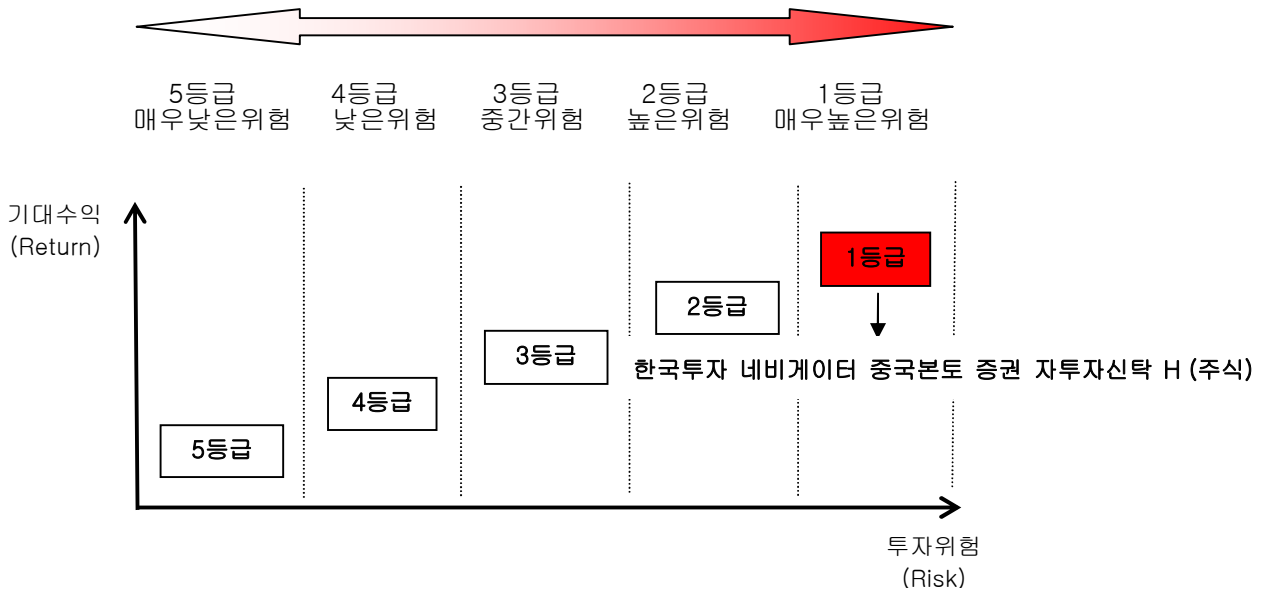 5등급 4등급 3등급 2등급 1등급
매우낮은위험 낮은위험 중간위험 높은위험 매우높은위험
기대수익
(Return)
1등급
2등급
3등급
한국투자 네비게이터 중국본토 증권 자투자신탁 H (주식)
4등급
5등급
투자위험
(Risk)